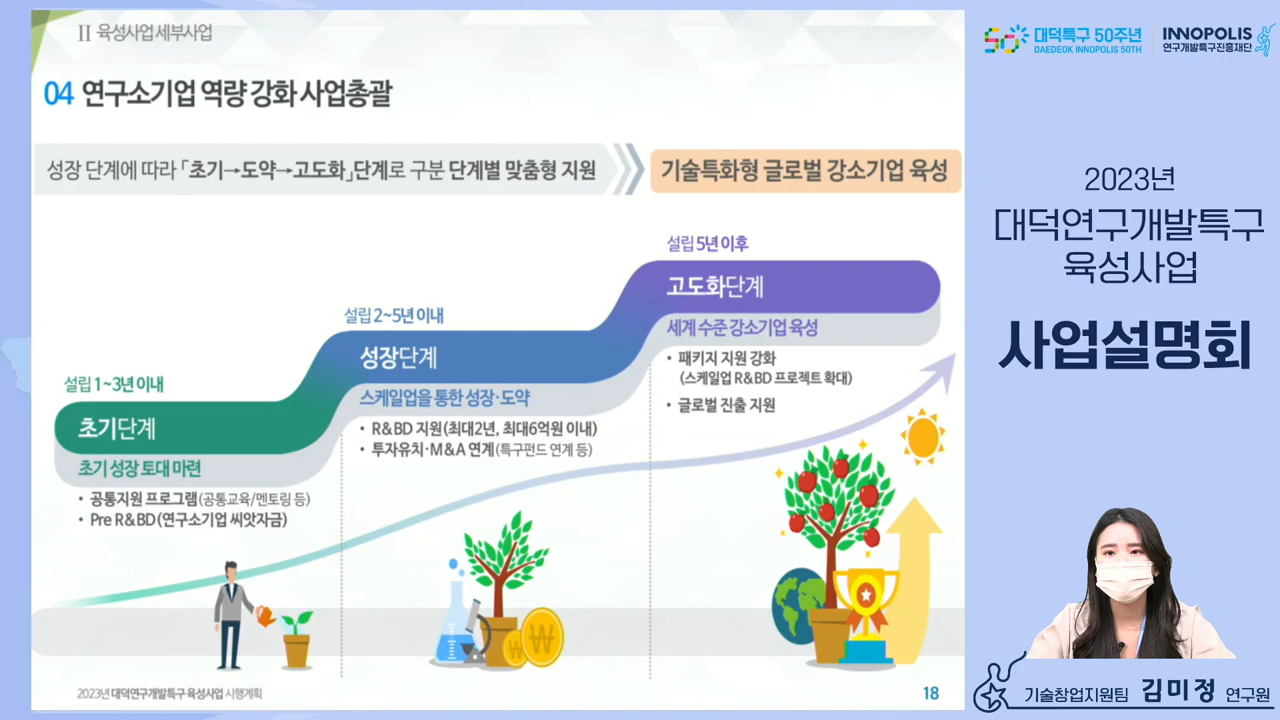 II 육성사업 세부사업
04 연구소기업 역량 강화 사업총괄
성장 단계에 따라 「초기→도약→고도화」단계로 구분 단계별 맞춤형 지원
기술특화형 글로벌 강소기업 육성
설립 1~3년 이내
초기단계
초기 성장 토대 마련
• 공통지원 프로그램(공통교육/멘토링 등)
• Pre R&BD(연구소기업 씨앗자금)
설립 2~5년 이내
성장단계
스케일업을 통한 성장·도약
• R&BD 지원(최대2년, 최대6억원 이내)
• 투자유치·M&A 연계(특구펀드 연계 등)
설립 5년 이후
고도화단계
세계 수준 강소기업 육성
• 패키지 지원 강화
(스케일업 R&BD 프로젝트 확대)
• 글로벌 진출 지원
2023년 대덕연구개발특구 육성사업 시행계획
18
50 대덕특구 50주년
DAEDEOK INNOPOLIS 50TH
INNOPOLIS
연구개발특구진흥재단
2023년
대덕연구개발특구
육성사업
사업설명회
기술창업지원팀 김미정 연구원